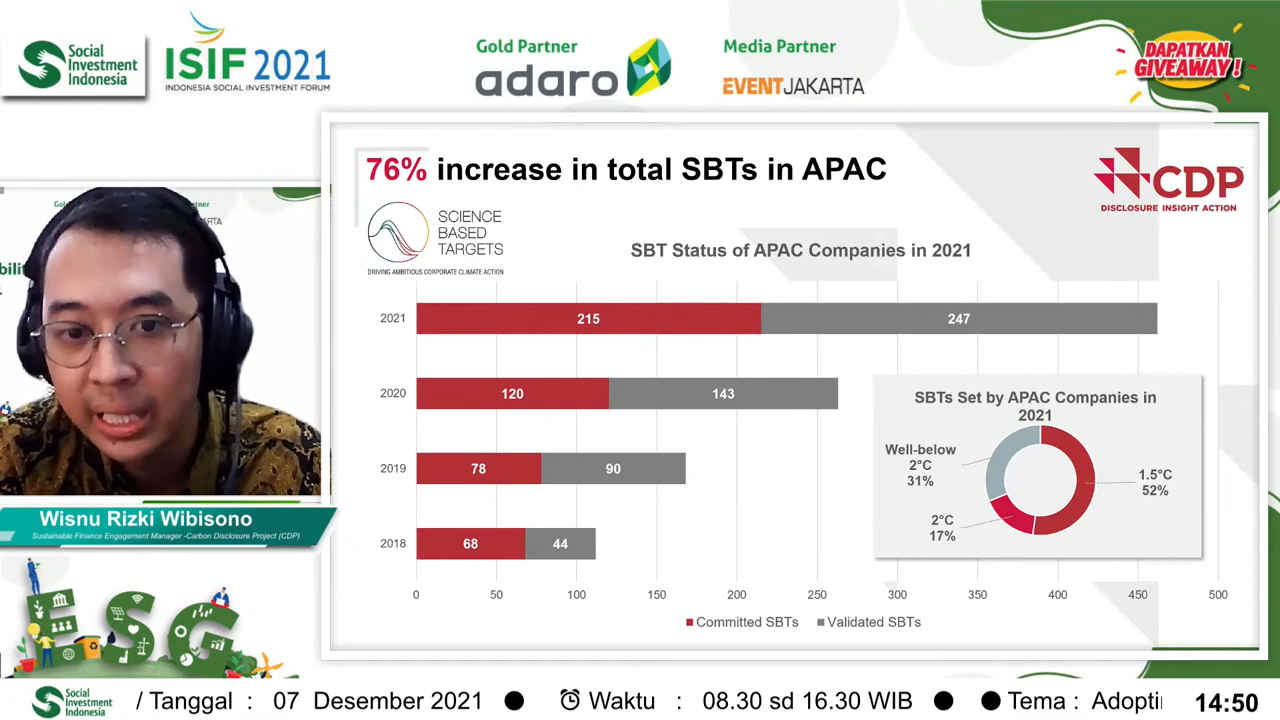 Social
Investment
Indonesia
ISIF 2021
INDONESIA SOCIAL INVESTMENT FORUM
Gold Partner
adaro
Media Partner
EVENTJAKARTA
DAPATKAN
GIVEAWAY!
76% increase in total SBTs in APAC
CDP
DISCLOSURE INSIGHT ACTION
SCIENCE
BASED
TARGETS
DRIVING AMBITIOUS CORPORATE CLIMATE ACTION
SBT Status of APAC Companies in 2021
2021
215
247
2020
120
143
2019
78
90
2018
68
44
0
50
100
150
200
250
300
350
400
450
500
Committed SBTs
Validated SBTs
SBTs Set by APAC Companies in
2021
Well-below
2°C
31%
1.5°C
52%
2°C
17%
Wisnu Rizki Wibisono
Sustainable Finance Engagement Manager -Carbon Disclosure Project (CDP)
ESG
Social
Investment
Indonesia
/ Tanggal : 07 Desember 2021 ● Waktu : 08.30 sd 16.30 WIB ● ● Tema : Adopti
14:50